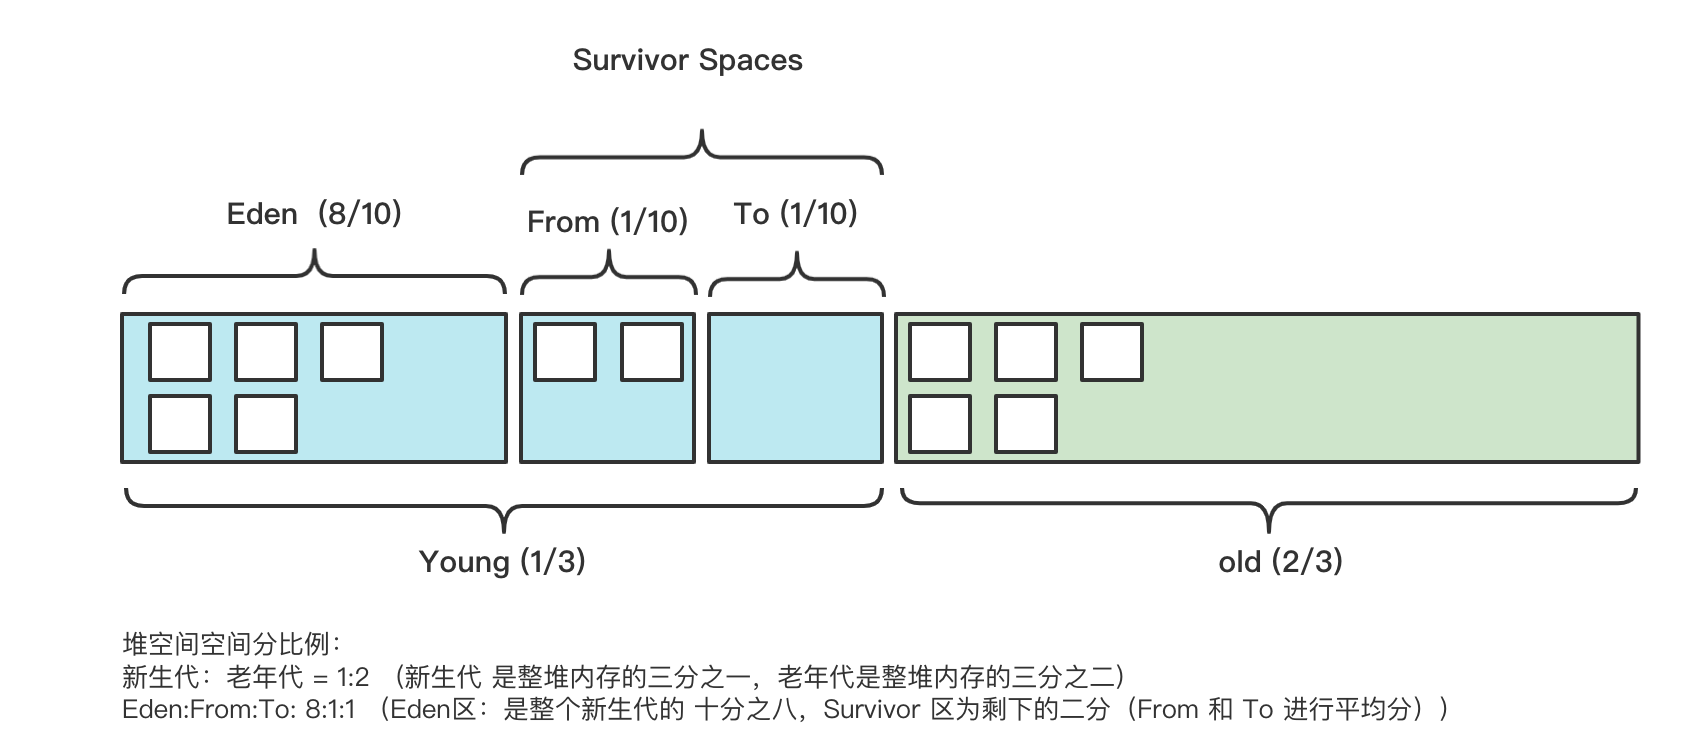 Survivor Spaces
Eden (8/10)
From (1/10)
To (1/10)
Young (1/3)
old (2/3)
堆空间空间分比例：
新生代：老年代 = 1:2 （新生代 是整堆内存的三分之一，老年代是整堆内存的三分之二）
Eden:From:To: 8:1:1 （Eden区：是整个新生代的 十分之八，Survivor 区为剩下的二分（From 和 To 进行平均分））